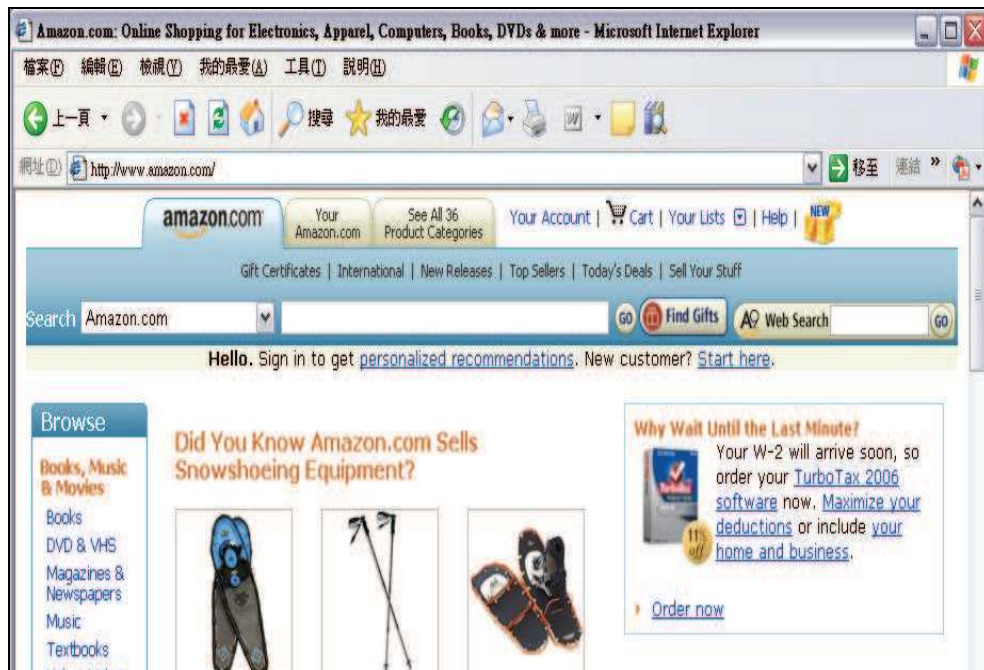 Amazon.com: Online Shopping for Electronics, Apparel, Computers, Books, DVDs & more - Microsoft Internet Explorer
檔案(F) 編輯(E) 檢視(V) 我的最愛(A) 工具(T) 說明(H)
上一頁 搜尋 我的最愛
網址(D) http://www.amazon.com/ 移至 連結 »
amazon.com Your Amazon.com See All 36 Product Categories Your Account | Cart | Your Lists | Help | NEW
Gift Certificates | International | New Releases | Top Sellers | Today's Deals | Sell Your Stuff
Search Amazon.com GO Find Gifts A9 Web Search GO
Hello. Sign in to get personalized recommendations. New customer? Start here.
Browse
Books, Music
& Movies
Books
DVD & VHS
Magazines &
Newspapers
Music
Textbooks
Did You Know Amazon.com Sells
Snowshoeing Equipment?
Why Wait Until the Last Minute?
Your W-2 will arrive soon, so
order your TurboTax 2006
software now. Maximize your
deductions or include your
home and business.
TurboTax
11%
off
Order now